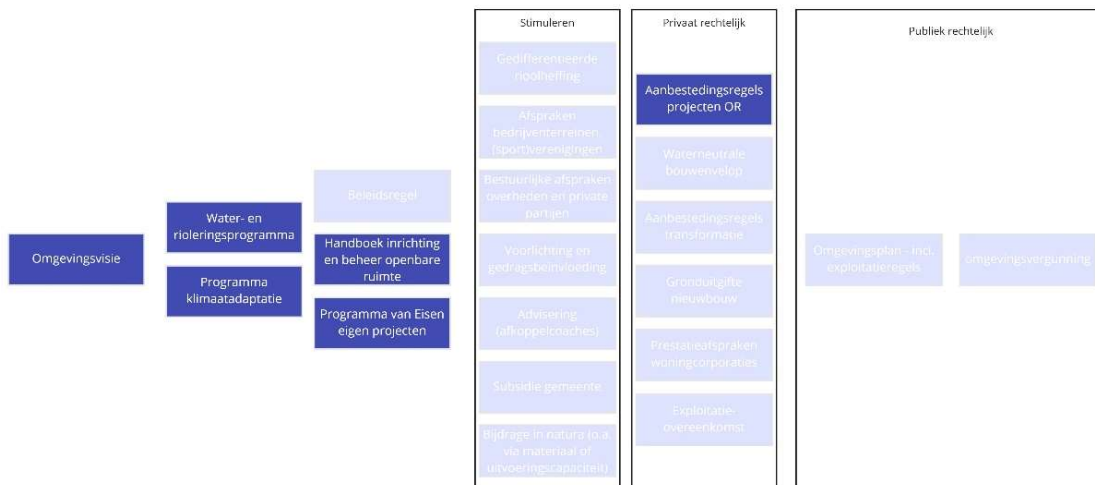 Omgevingsvisie
Water- en
rioleringsprogramma
Programma
klimaatadaptatie
Beleidsregel
Handboek inrichting
en beheer openbare
ruimte
Programma van Eisen
eigen projecten
Stimuleren
Gedifferentieerde
rioolheffing
Afspraken
bedrijventerreinen
(sport)verenigingen
Bestuurlijke afspraken
overheden en private
partijen
Voorlichting en
gedragsbeïnvloeding
Advisering
(afkoppelcoaches)
Subsidie gemeente
Bijdrage in natura (o.a.
via materiaal of
uitvoeringscapaciteit)
Privaat rechtelijk
Aanbestedingsregels
projecten OR
Waterneutrale
bouwenvelop
Aanbestedingsregels
transformatie
Gronduitgifte
nieuwbouw
Prestatieafspraken
woningcorporaties
Exploitatie-
overeenkomst
Publiek rechtelijk
Omgevingsplan - incl.
exploitatieregels
omgevingsvergunning